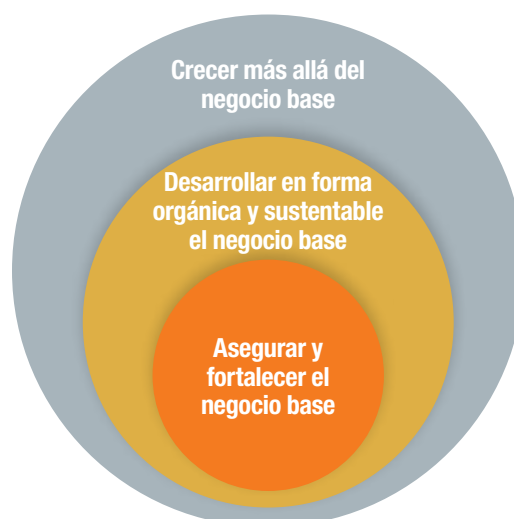 Crecer más allá del
negocio base
Desarrollar en forma
orgánica y sustentable
el negocio base
Asegurar y
fortalecer el
negocio base